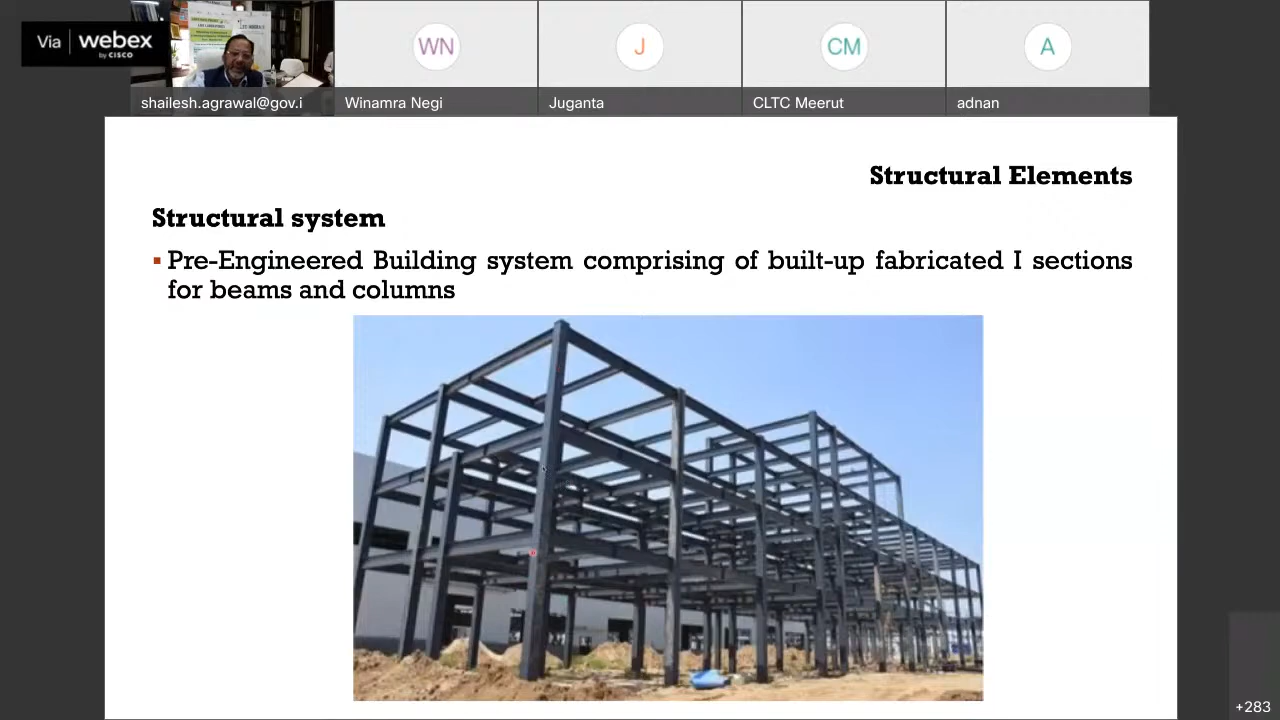 Via webex
by CISCO
WN
J
CM
A
shailesh.agrawal@gov.i
Winamra Negi
Juganta
CLTC Meerut
adnan
Structural Elements
Structural system
Pre-Engineered Building system comprising of built-up fabricated I sections
for beams and columns
+283